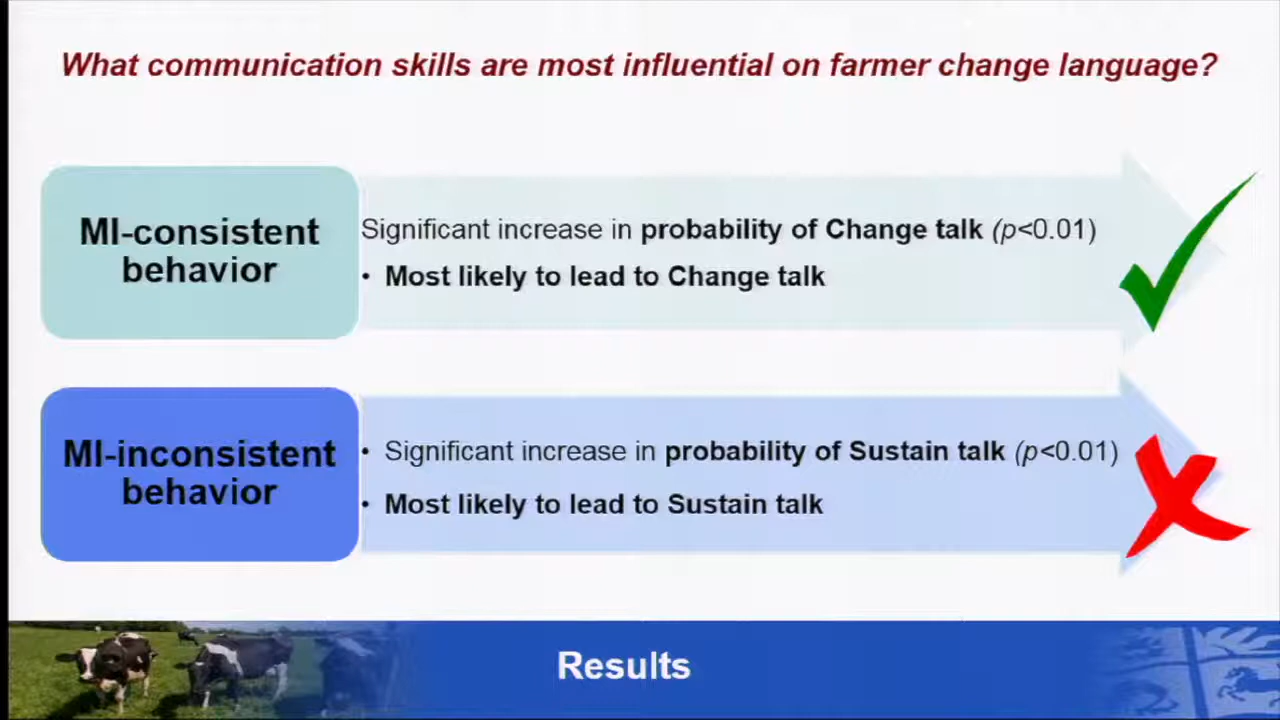 What communication skills are most influential on farmer change language?
MI-consistent
behavior
Significant increase in probability of Change talk (p<0.01)
• Most likely to lead to Change talk
MI-inconsistent
behavior
• Significant increase in probability of Sustain talk (p<0.01)
• Most likely to lead to Sustain talk
Results